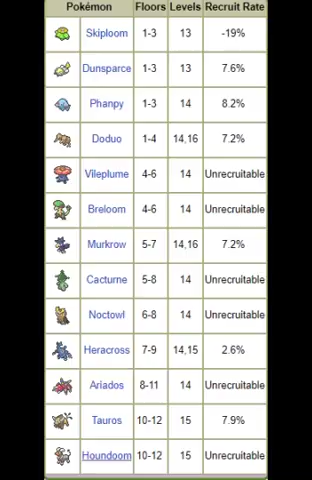 Pokémon Floors Levels Recruit Rate
Skiploom 1-3 13 -19%
Dunsparce 1-3 13 7.6%
Phanpy 1-3 14 8.2%
Doduo 1-4 14,16 7.2%
Vileplume 4-6 14 Unrecruitable
Breloom 4-6 14 Unrecruitable
Murkrow 5-7 14,16 7.2%
Cacturne 5-8 14 Unrecruitable
Noctowl 6-8 14 Unrecruitable
Heracross 7-9 14,15 2.6%
Ariados 8-11 14 Unrecruitable
Tauros 10-12 15 7.9%
Houndoom 10-12 15 Unrecruitable